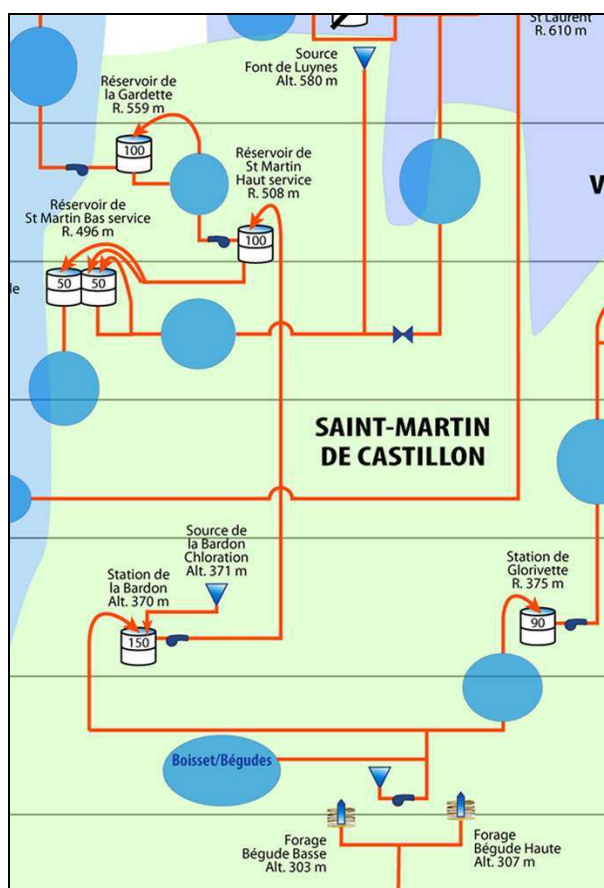 St Laurent
R. 610 m
Source
Font de Luynes
Alt. 580 m
Réservoir de
la Gardette
R. 559 m
100
Réservoir de
St Martin
Haut service
R. 508 m
100
V
Réservoir de
St Martin Bas service
R. 496 m
50
50
le
SAINT-MARTIN
DE CASTILLON
Source de
la Bardon
Chloration
Alt. 371 m
Station de
la Bardon
Alt. 370 m
150
Station de
Glorivette
R. 375 m
90
Boisset/Bégudes
Forage
Bégude Basse
Alt. 303 m
Forage
Bégude Haute
Alt. 307 m